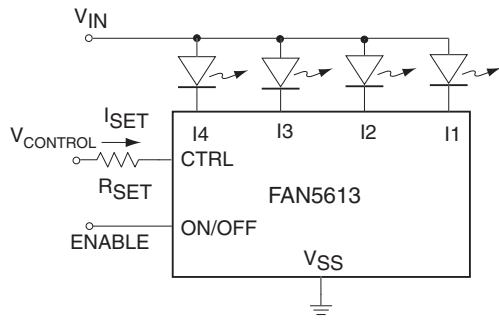 VIN
ISET
VCONTROL
RSET
ENABLE
I4 I3 I2 I1
CTRL
FAN5613
ON/OFF
VSS